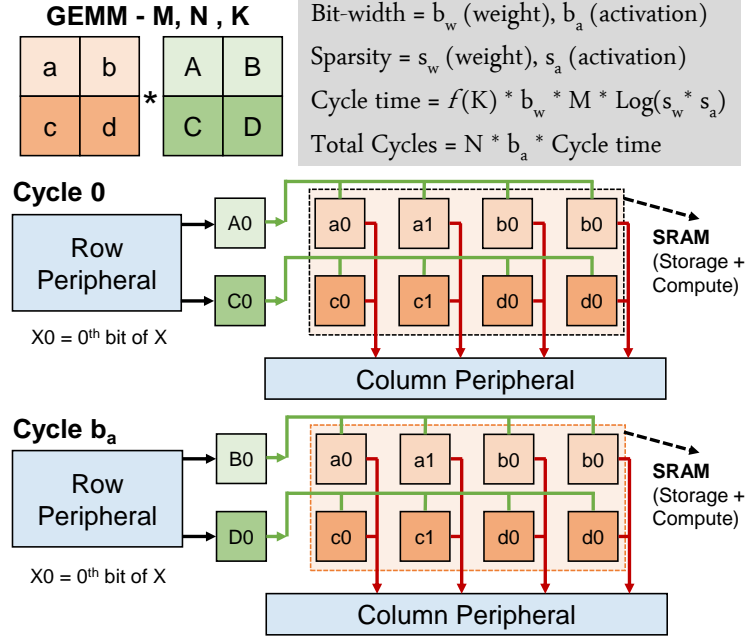 GEMM - M, N , K
a b
c d
*
A B
C D
Bit-width = b_w (weight), b_a (activation)
Sparsity = s_w (weight), s_a (activation)
Cycle time = f(K) * b_w * M * Log(s_w* s_a)
Total Cycles = N * b_a * Cycle time
Cycle 0
Row
Peripheral
A0
C0
a0 a1 b0 b0
c0 c1 d0 d0
SRAM
(Storage +
Compute)
X0 = 0th bit of X
Column Peripheral
Cycle b_a
Row
Peripheral
B0
D0
a0 a1 b0 b0
c0 c1 d0 d0
SRAM
(Storage +
Compute)
X0 = 0th bit of X
Column Peripheral